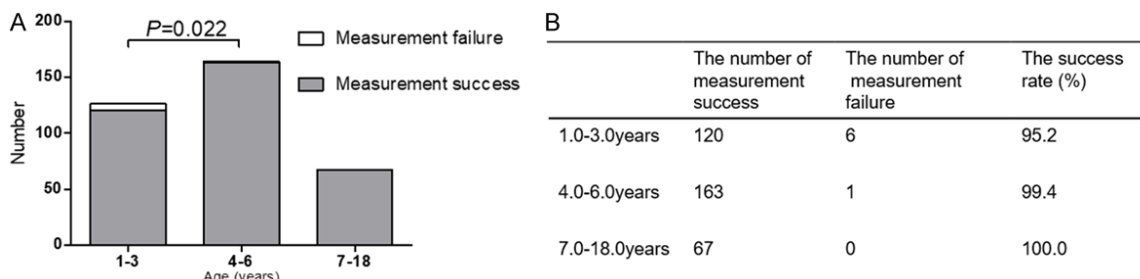 A
P=0.022
Measurement failure
Measurement success
Number
200
150
100
50
0
1-3 4-6 7-18
Age (years)
B
The number of measurement success The number of measurement failure The success rate (%)
1.0-3.0years 120 6 95.2
4.0-6.0years 163 1 99.4
7.0-18.0years 67 0 100.0